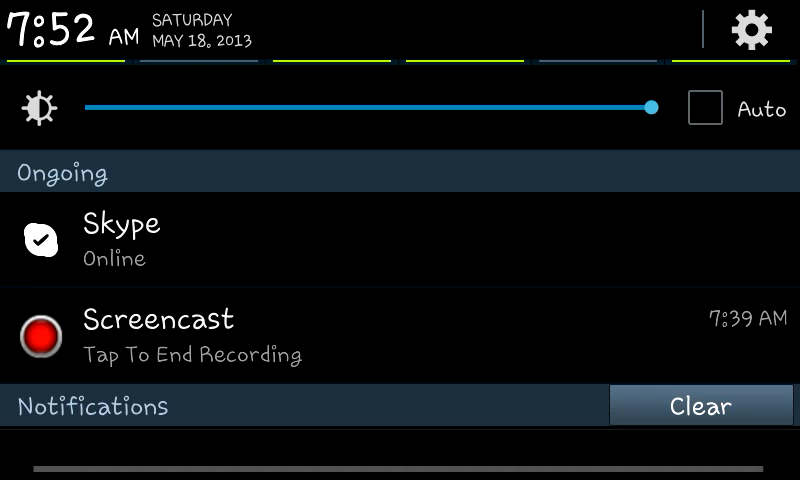 7:52 AM
SATURDAY
MAY 18, 2013
Auto
Ongoing
Skype
Online
Screencast
7:39 AM
Tap To End Recording
Notifications
Clear